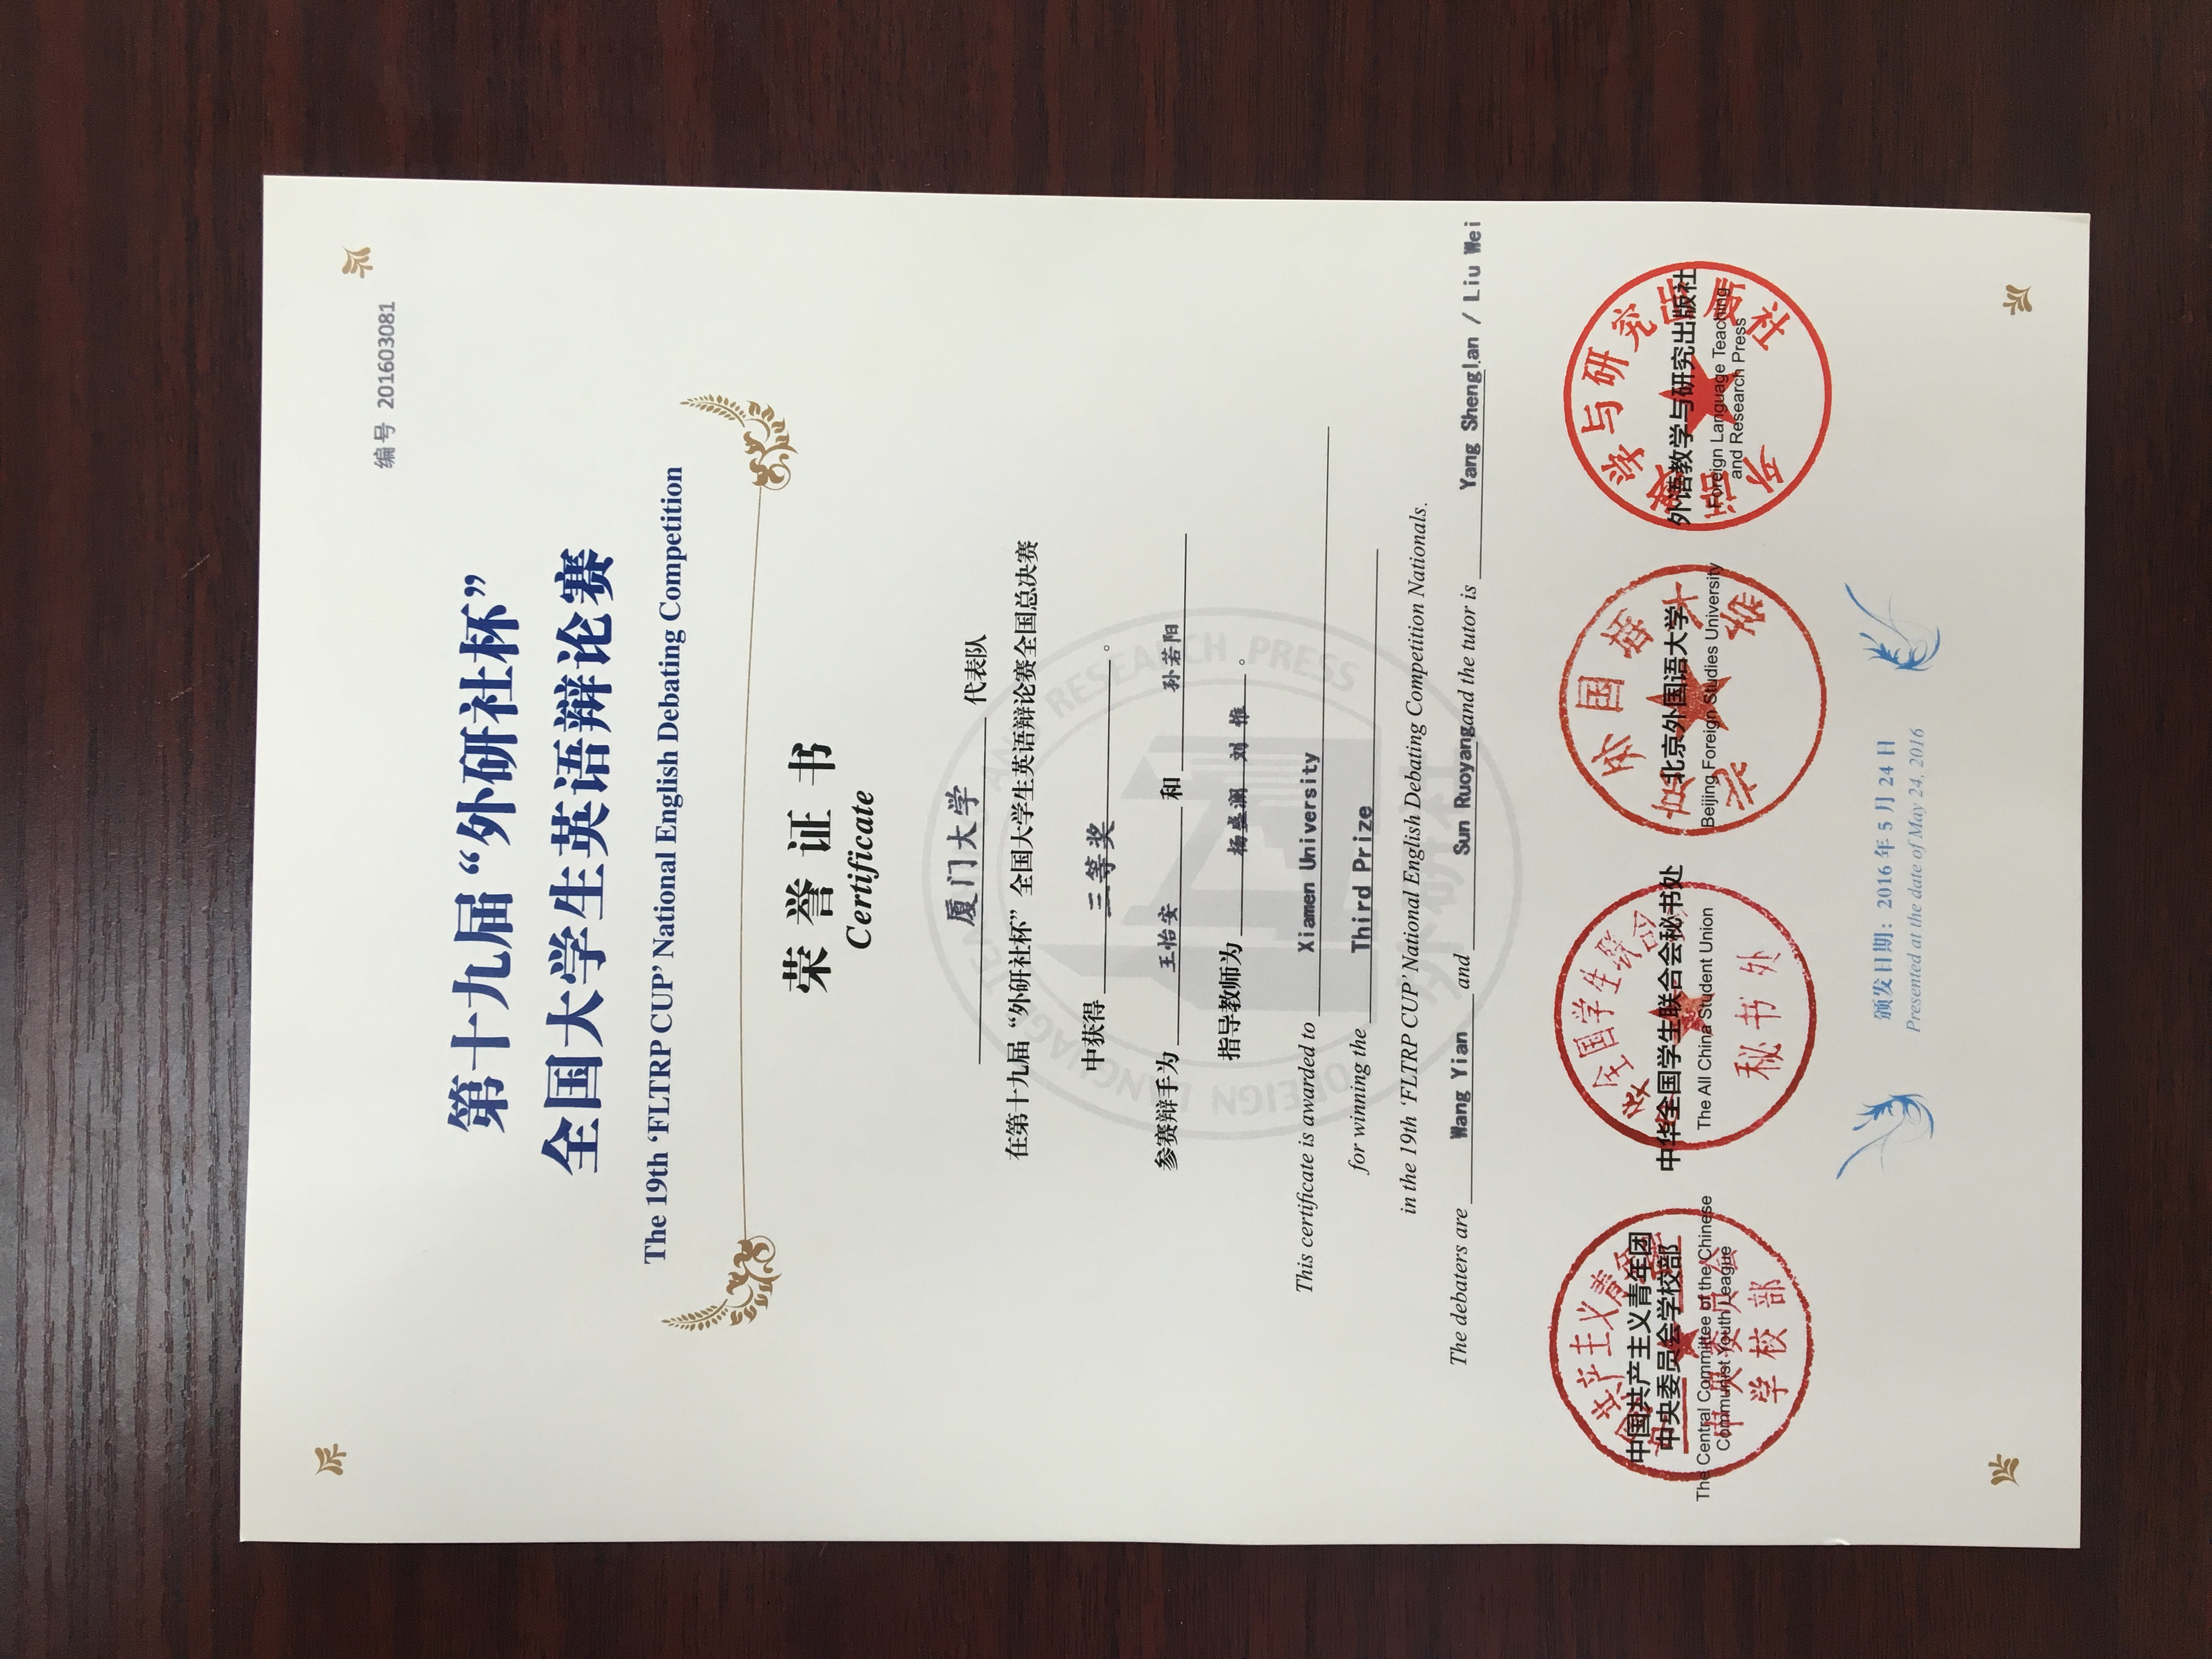 编号 201603081
第十九届“外研社杯”
全国大学生英语辩论赛
The 19th ‘FLTRP CUP’ National English Debating Competition
荣誉证书
Certificate
厦门大学 代表队
在第十九届“外研社杯”全国大学生英语辩论赛全国总决赛
中获得 三等奖 。
参赛辩手为 王怡安 和 孙若阳
指导教师为 杨盛澜 刘惟 。
This certificate is awarded to Xiamen University
for winning the Third Prize
in the 19th ‘FLTRP CUP’ National English Debating Competition Nationals.
The debaters are Wang Yian and Sun Ruoyang and the tutor is Yang Shenglan / Liu Wei
中国共产主义青年团
中央委员会学校部
The Central Committee of the Chinese
Communist Youth League
中华全国学生联合会秘书处
The All China Student Union
北京外国语大学
Beijing Foreign Studies University
外语教学与研究出版社
Foreign Language Teaching
and Research Press
颁发日期：2016年5月24日
Presented at the date of May 24, 2016